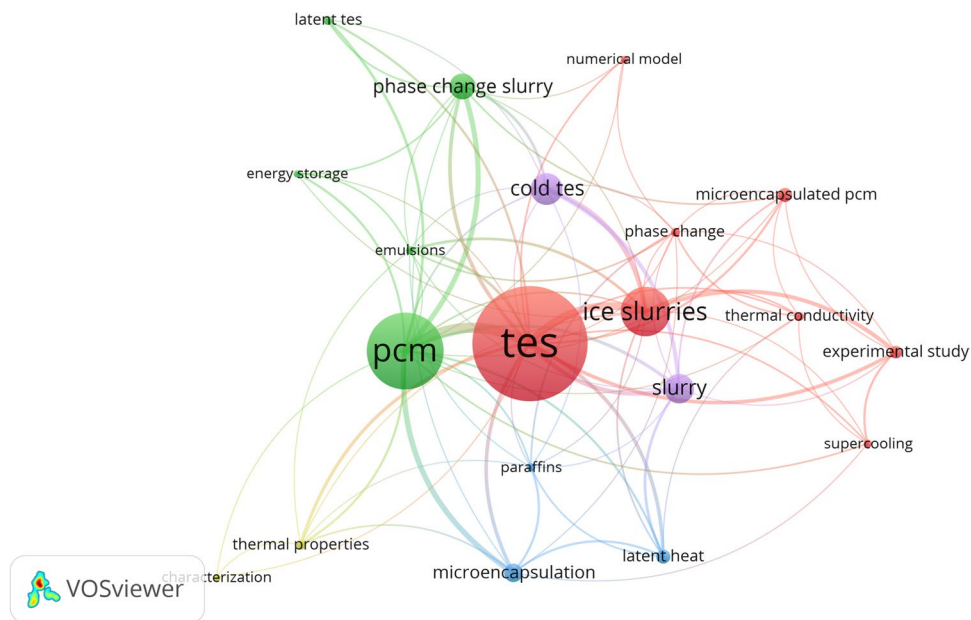 latent tes
numerical model
phase change slurry
energy storage
cold tes
microencapsulated pcm
phase change
emulsions
ice slurries
thermal conductivity
tes
pcm
experimental study
slurry
supercooling
paraffins
thermal properties
latent heat
microencapsulation
characterization
VOSviewer